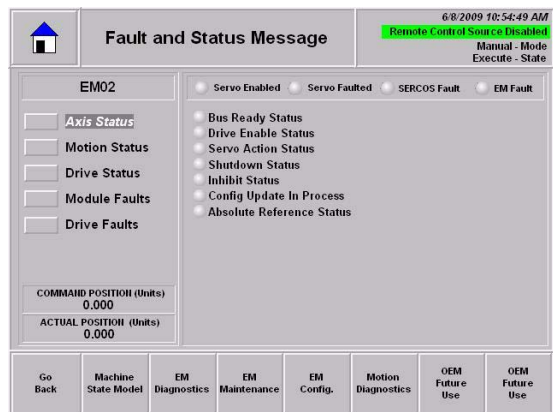 Fault and Status Message
6/8/2009 10:54:49 AM
Remote Control Source Disabled
Manual - Mode
Execute - State
EM02
Axis Status
Motion Status
Drive Status
Module Faults
Drive Faults
COMMAND POSITION (Units)
0.000
ACTUAL POSITION (Units)
0.000
Servo Enabled Servo Faulted SERCOS Fault EM Fault
Bus Ready Status
Drive Enable Status
Servo Action Status
Shutdown Status
Inhibit Status
Config Update In Process
Absolute Reference Status
Go Back
Machine State Model
EM Diagnostics
EM Maintenance
EM Config.
Motion Diagnostics
OEM Future Use
OEM Future Use